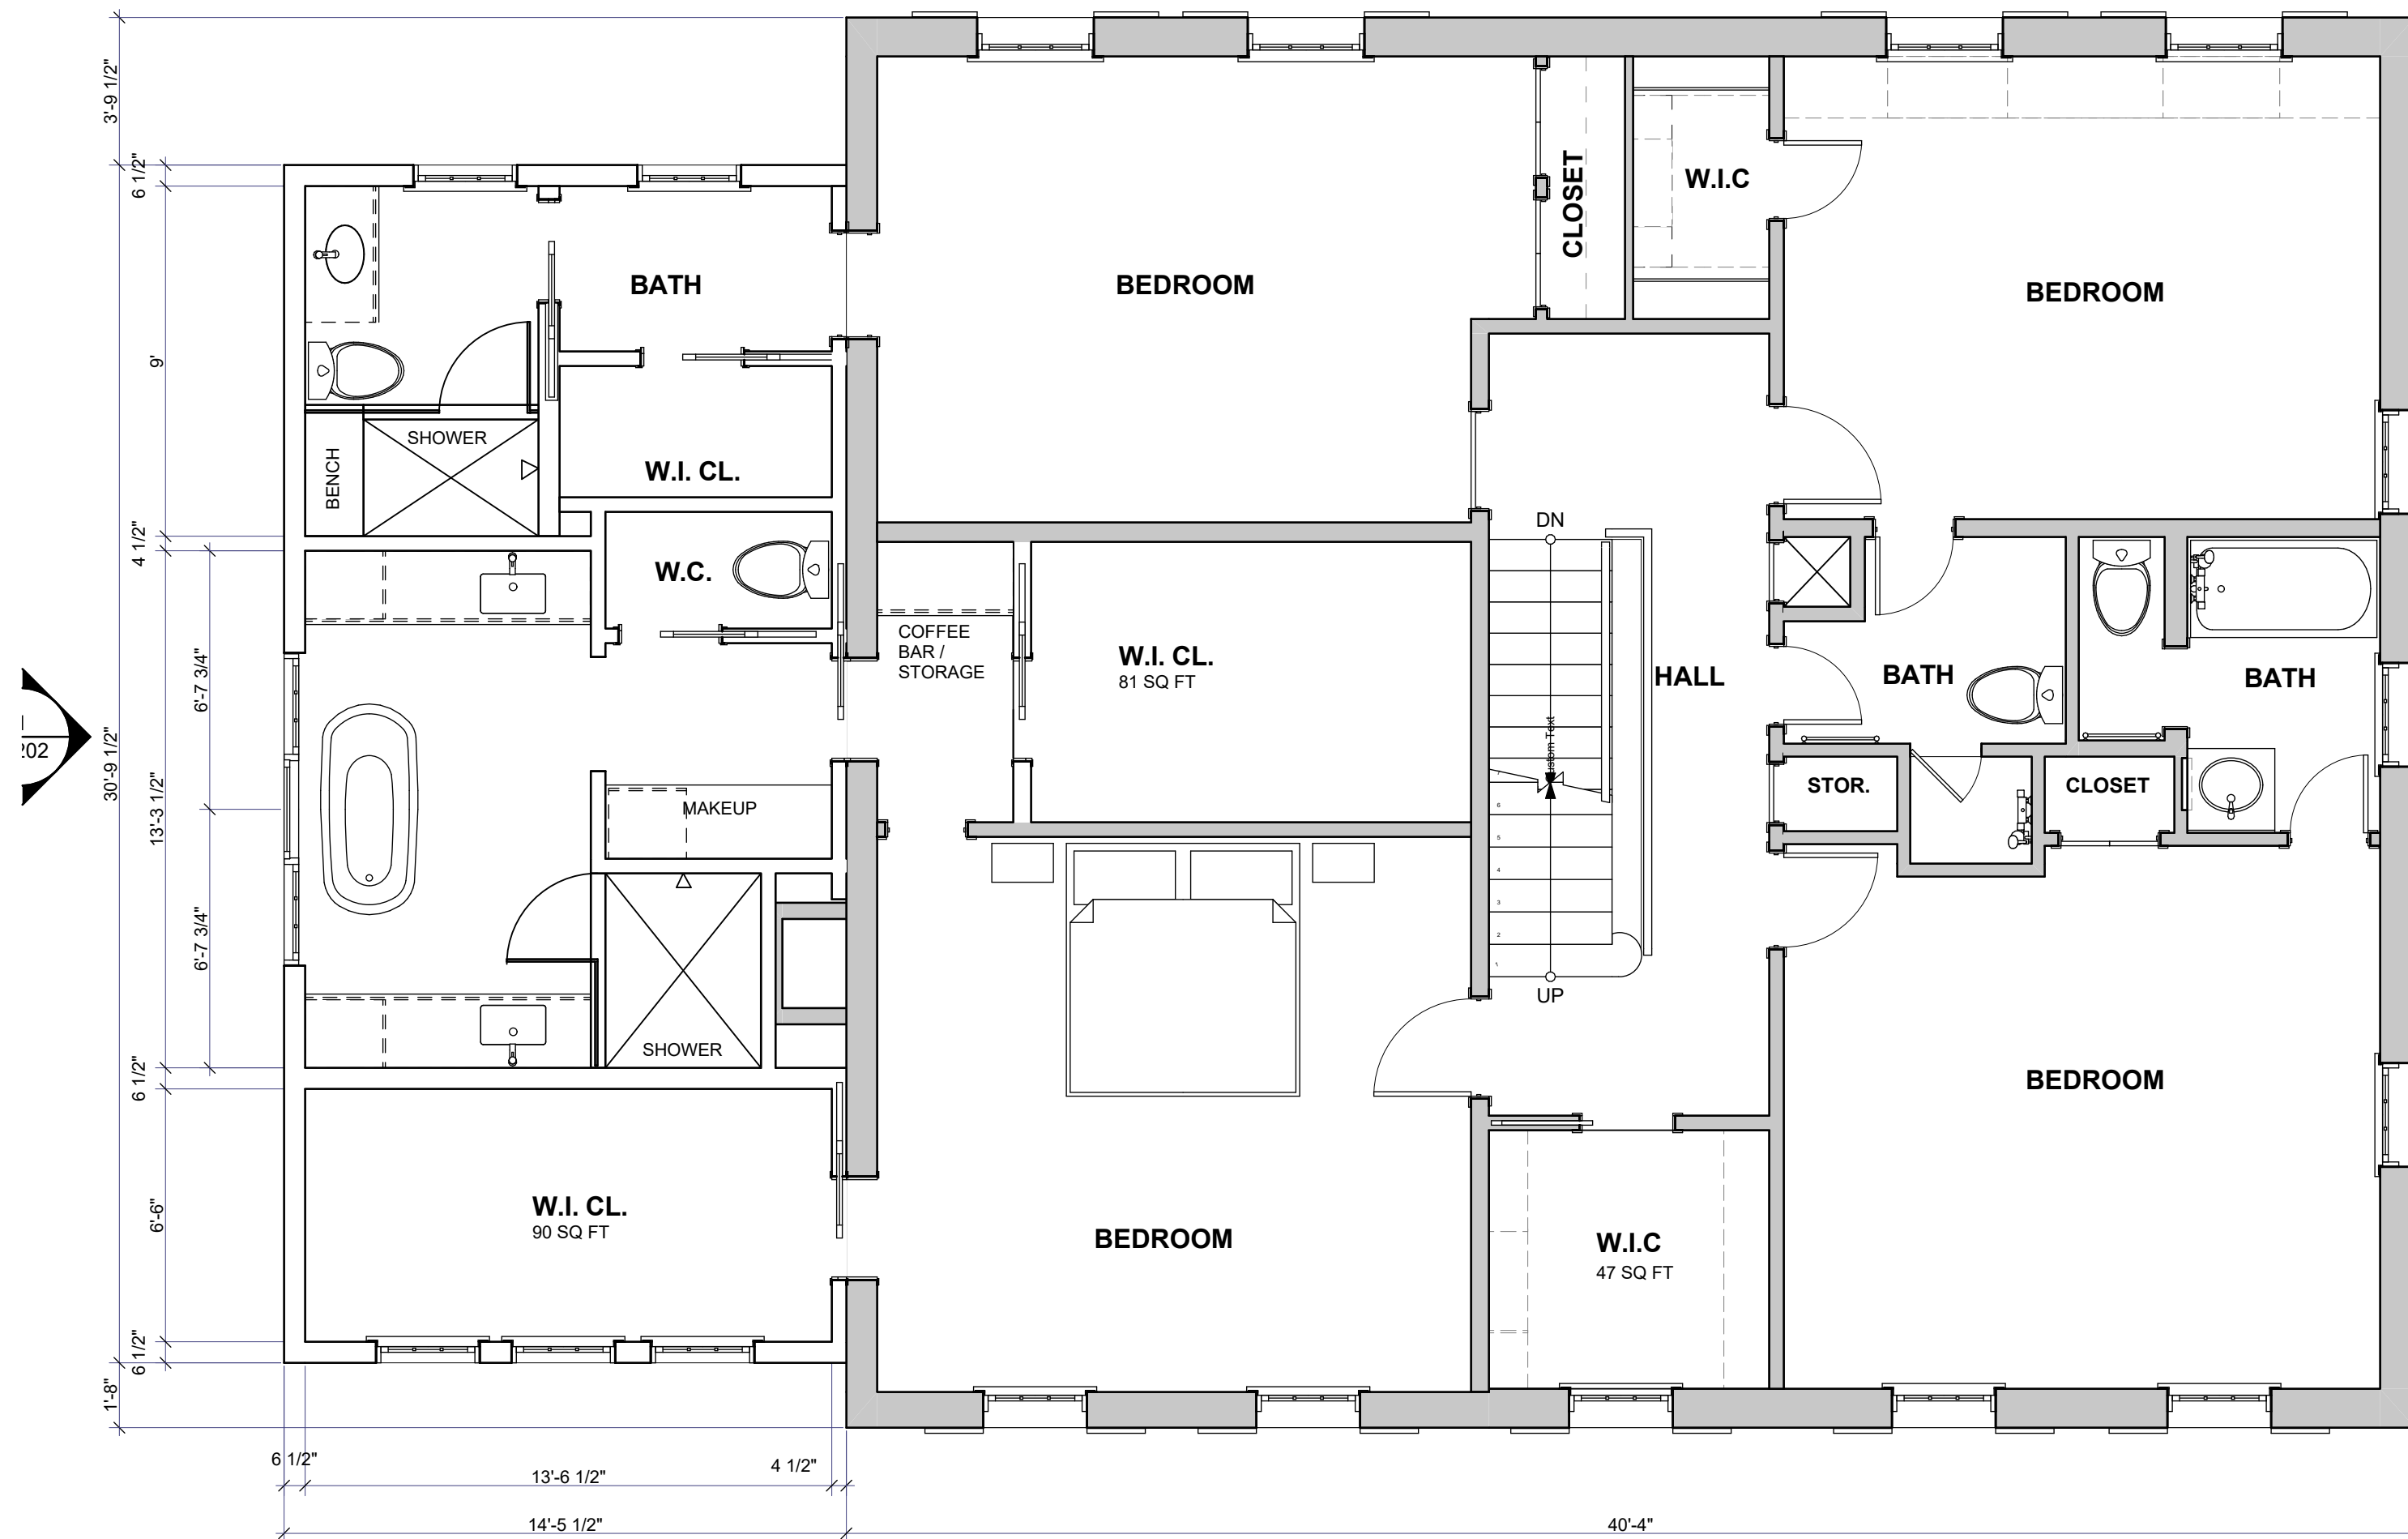 3'-9 1/2"
6 1/2"
9'
4 1/2"
6'-7 3/4"
30'-9 1/2"
13'-3 1/2"
6'-7 3/4"
6 1/2"
6'-6"
6 1/2"
1'-8"
202
6 1/2"
13'-6 1/2"
4 1/2"
14'-5 1/2"
40'-4"
BATH
BEDROOM
CLOSET
W.I.C
BEDROOM
SHOWER
BENCH
W.I. CL.
W.C.
COFFEE
BAR /
STORAGE
W.I. CL.
81 SQ FT
DN
HALL
BATH
BATH
MAKEUP
STOR.
CLOSET
6
5
4
3
2
1
UP
SHOWER
BEDROOM
W.I. CL.
90 SQ FT
BEDROOM
W.I.C
47 SQ FT